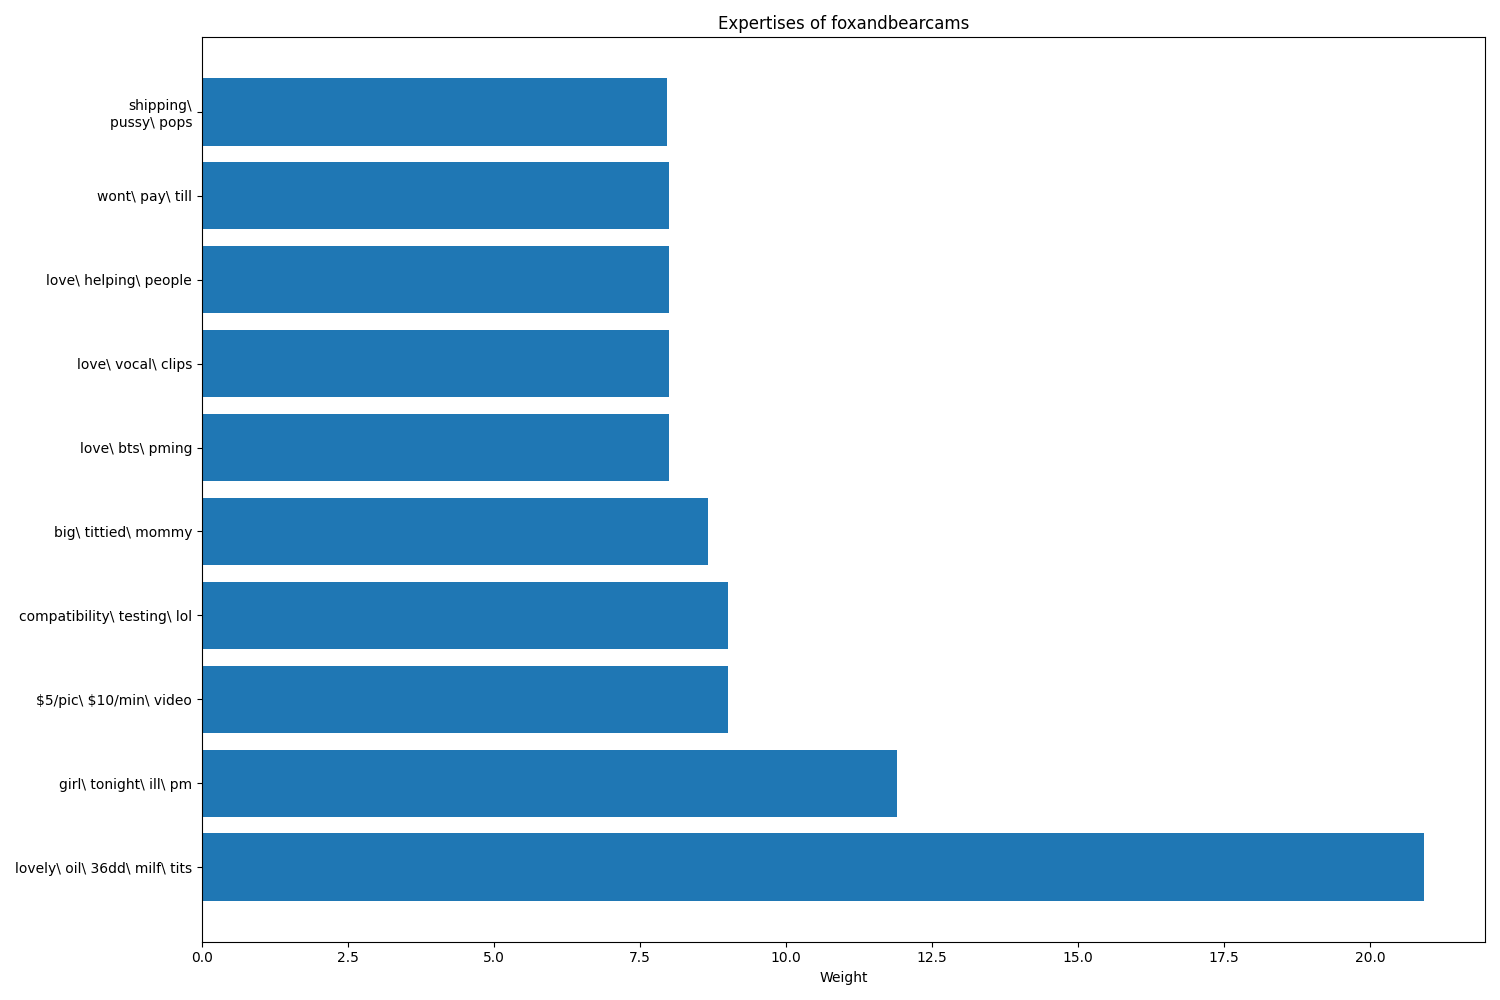 Expertises of foxandbearcams
shipping\
pussy\ pops
wont\ pay\ till
love\ helping\ people
love\ vocal\ clips
love\ bts\ pming
big\ tittied\ mommy
compatibility\ testing\ lol
$5/pic\ $10/min\ video
girl\ tonight\ ill\ pm
lovely\ oil\ 36dd\ milf\ tits
0.0 2.5 5.0 7.5 10.0 12.5 15.0 17.5 20.0
Weight